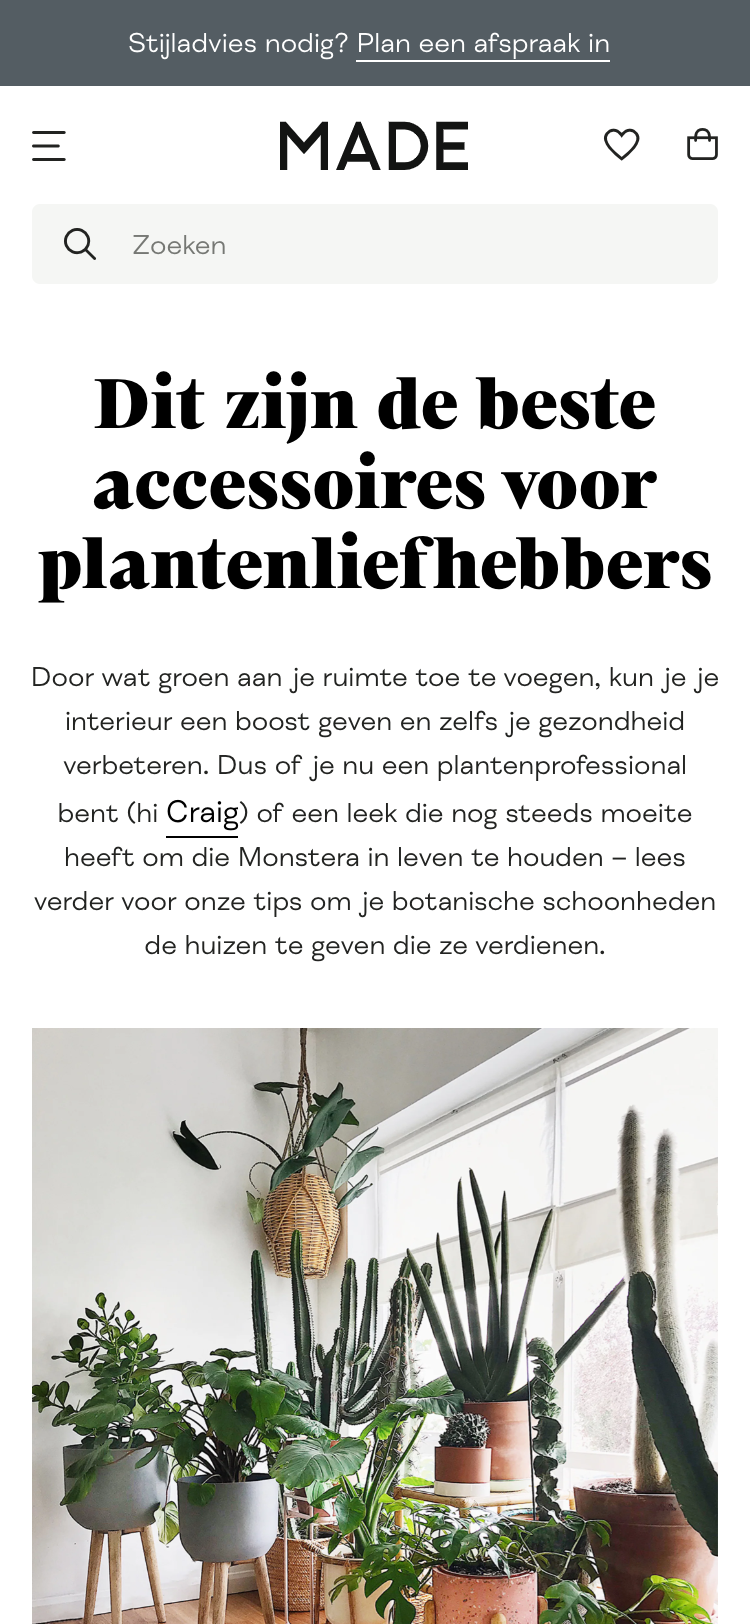 Stijladvies nodig? Plan een afspraak in
MADE
Zoeken
Dit zijn de beste
accessoires voor
plantenliefhebbers
Door wat groen aan je ruimte toe te voegen, kun je je
interieur een boost geven en zelfs je gezondheid
verbeteren. Dus of je nu een plantenprofessional
bent (hi Craig) of een leek die nog steeds moeite
heeft om die Monstera in leven te houden – lees
verder voor onze tips om je botanische schoonheden
de huizen te geven die ze verdienen.